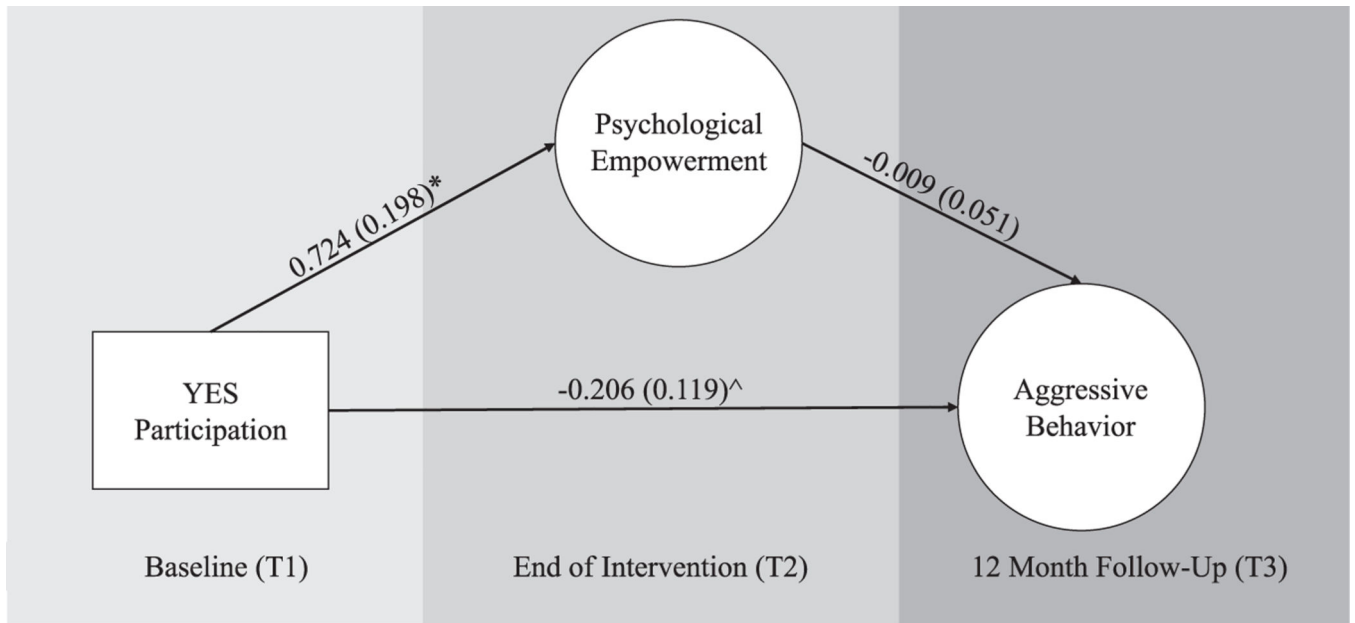 Psychological
Empowerment
0.724 (0.198)*
-0.009 (0.051)
YES
Participation
-0.206 (0.119)^
Aggressive
Behavior
Baseline (T1)
End of Intervention (T2)
12 Month Follow-Up (T3)